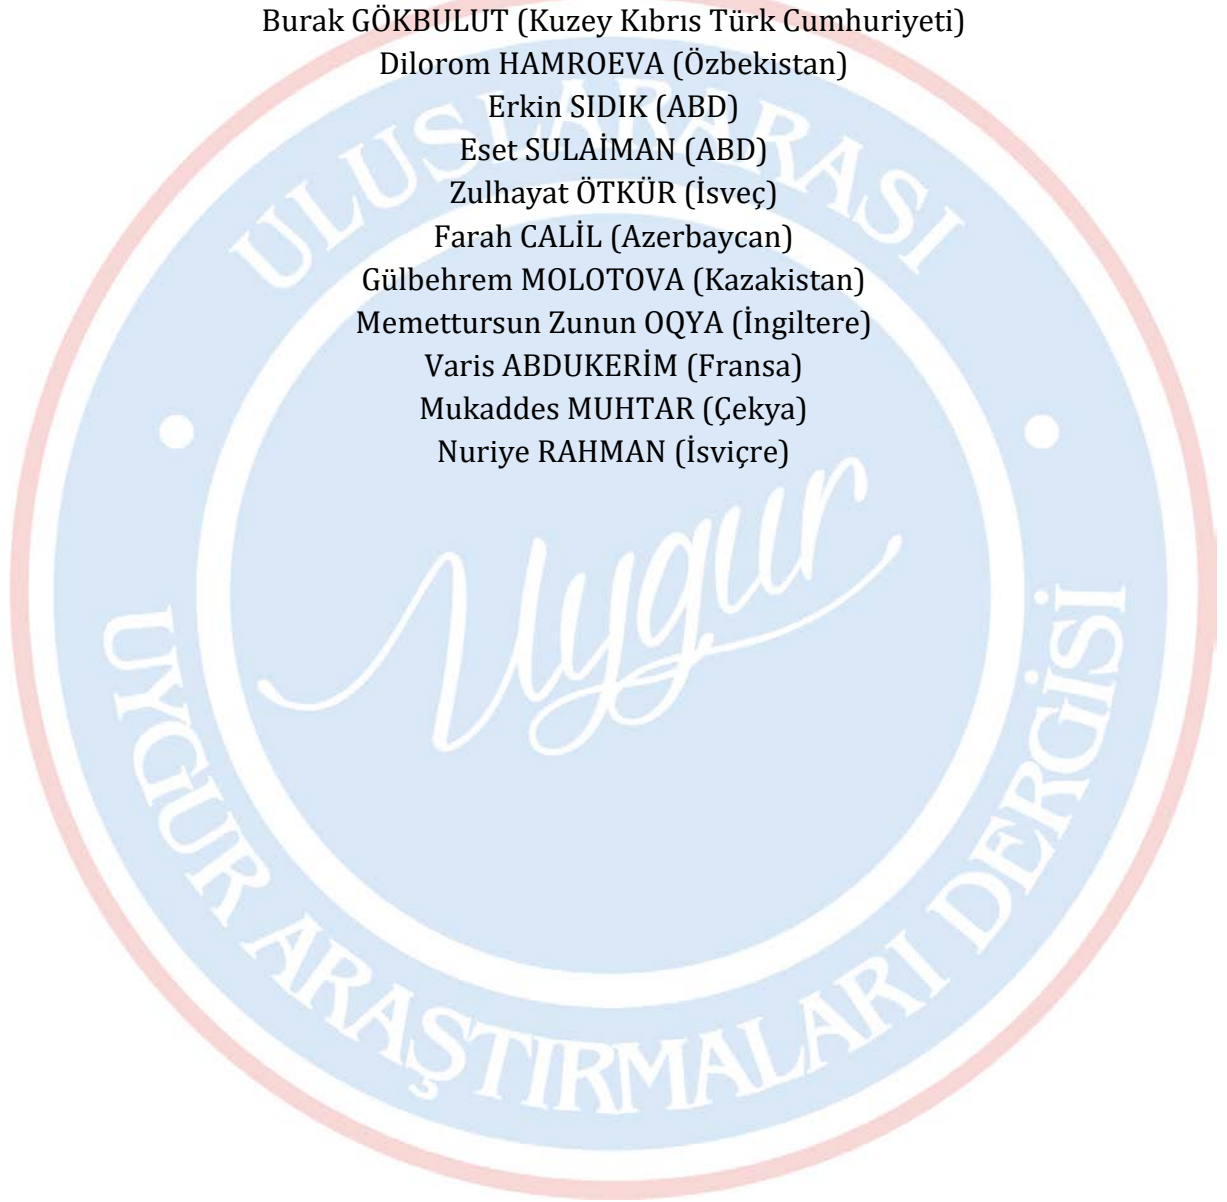 Burak GÖKBULUT (Kuzey Kıbrıs Türk Cumhuriyeti)
Dilorom HAMROEVA (Özbekistan)
Erkin SIDIK (ABD)
Eset SULAİMAN (ABD)
Zulhayat ÖTKÜR (İsveç)
Farah CALİL (Azerbaycan)
Gülbehrem MOLOTOVA (Kazakistan)
Memettursun Zunun OQYA (İngiltere)
Varis ABDUKERİM (Fransa)
Mukaddes MUHTAR (Çekya)
Nuriye RAHMAN (İsviçre)
ULUSLARARASI
Uygur
UYGUR ARAŞTIRMALARI DERGİSİ